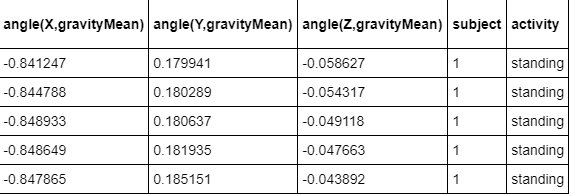 angle(X,gravityMean) angle(Y,gravityMean) angle(Z,gravityMean) subject activity
-0.841247 0.179941 -0.058627 1 standing
-0.844788 0.180289 -0.054317 1 standing
-0.848933 0.180637 -0.049118 1 standing
-0.848649 0.181935 -0.047663 1 standing
-0.847865 0.185151 -0.043892 1 standing